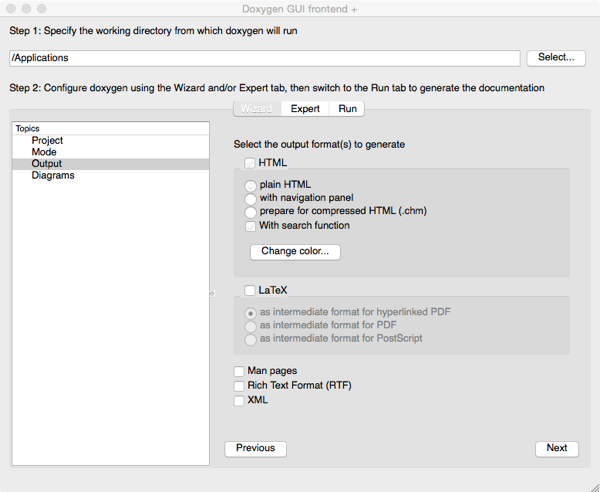 Doxygen GUI frontend +
Step 1: Specify the working directory from which doxygen will run
/Applications
Select...
Step 2: Configure doxygen using the Wizard and/or Expert tab, then switch to the Run tab to generate the documentation
Wizard Expert Run
Topics
Project
Mode
Output
Diagrams
Select the output format(s) to generate
HTML
plain HTML
with navigation panel
prepare for compressed HTML (.chm)
With search function
Change color...
LaTeX
as intermediate format for hyperlinked PDF
as intermediate format for PDF
as intermediate format for PostScript
Man pages
Rich Text Format (RTF)
XML
Previous
Next